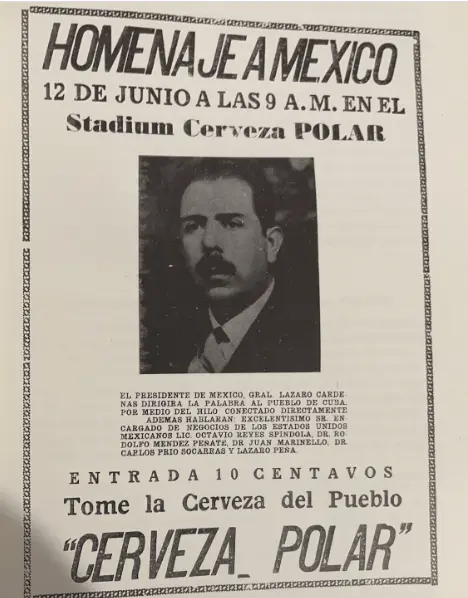 HOMENAJE A MEXICO
12 DE JUNIO A LAS 9 A.M. EN EL
Stadium Cerveza POLAR
EL PRESIDENTE DE MEXICO, GRAL. LAZARO CARDE-
NAS DIRIGIRA LA PALABRA AL PUEBLO DE CUBA,
POR MEDIO DEL HILO CONECTADO DIRECTAMENTE
ADEMAS HABLARAN: EXCELENTISIMO SR. EN-
CARGADO DE NEGOCIOS DE LOS ESTADOS UNIDOS
MEXICANOS LIC. OCTAVIO REYES SPINDOLA, DR. RO-
DOLFO MENDEZ PEÑATE, DR. JUAN MARINELLO, DR.
CARLOS PRIO SOCARRAS Y LAZARO PEÑA.
ENTRADA 10 CENTAVOS
Tome la Cerveza del Pueblo
"CERVEZA POLAR"